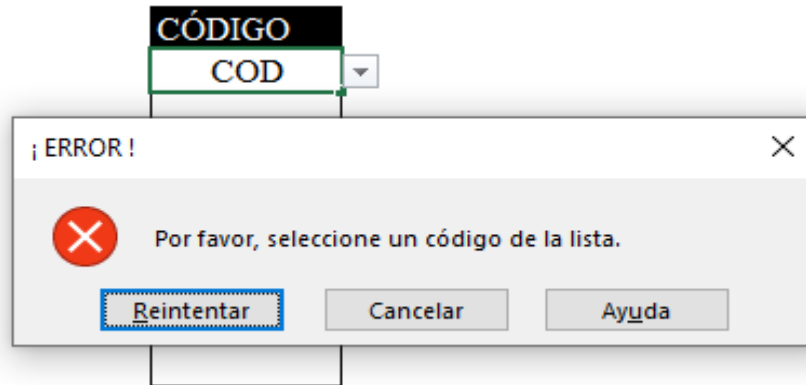 CÓDIGO
COD
¡ ERROR !
Por favor, seleccione un código de la lista.
Reintentar Cancelar Ayuda